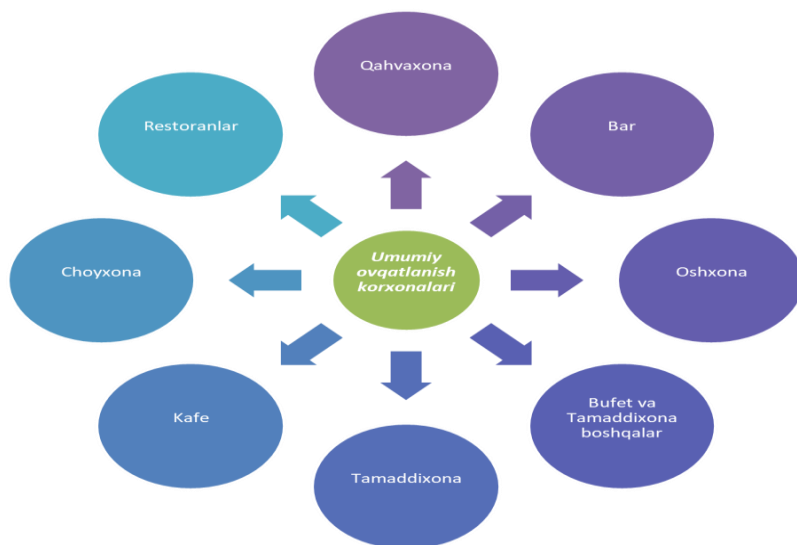 Qahvaxona
Restoranlar
Bar
Choyxona
Umumiy
ovqatlanish
korxonalari
Oshxona
Kafe
Bufet va
Tamaddixona
boshqalar
Tamaddixona